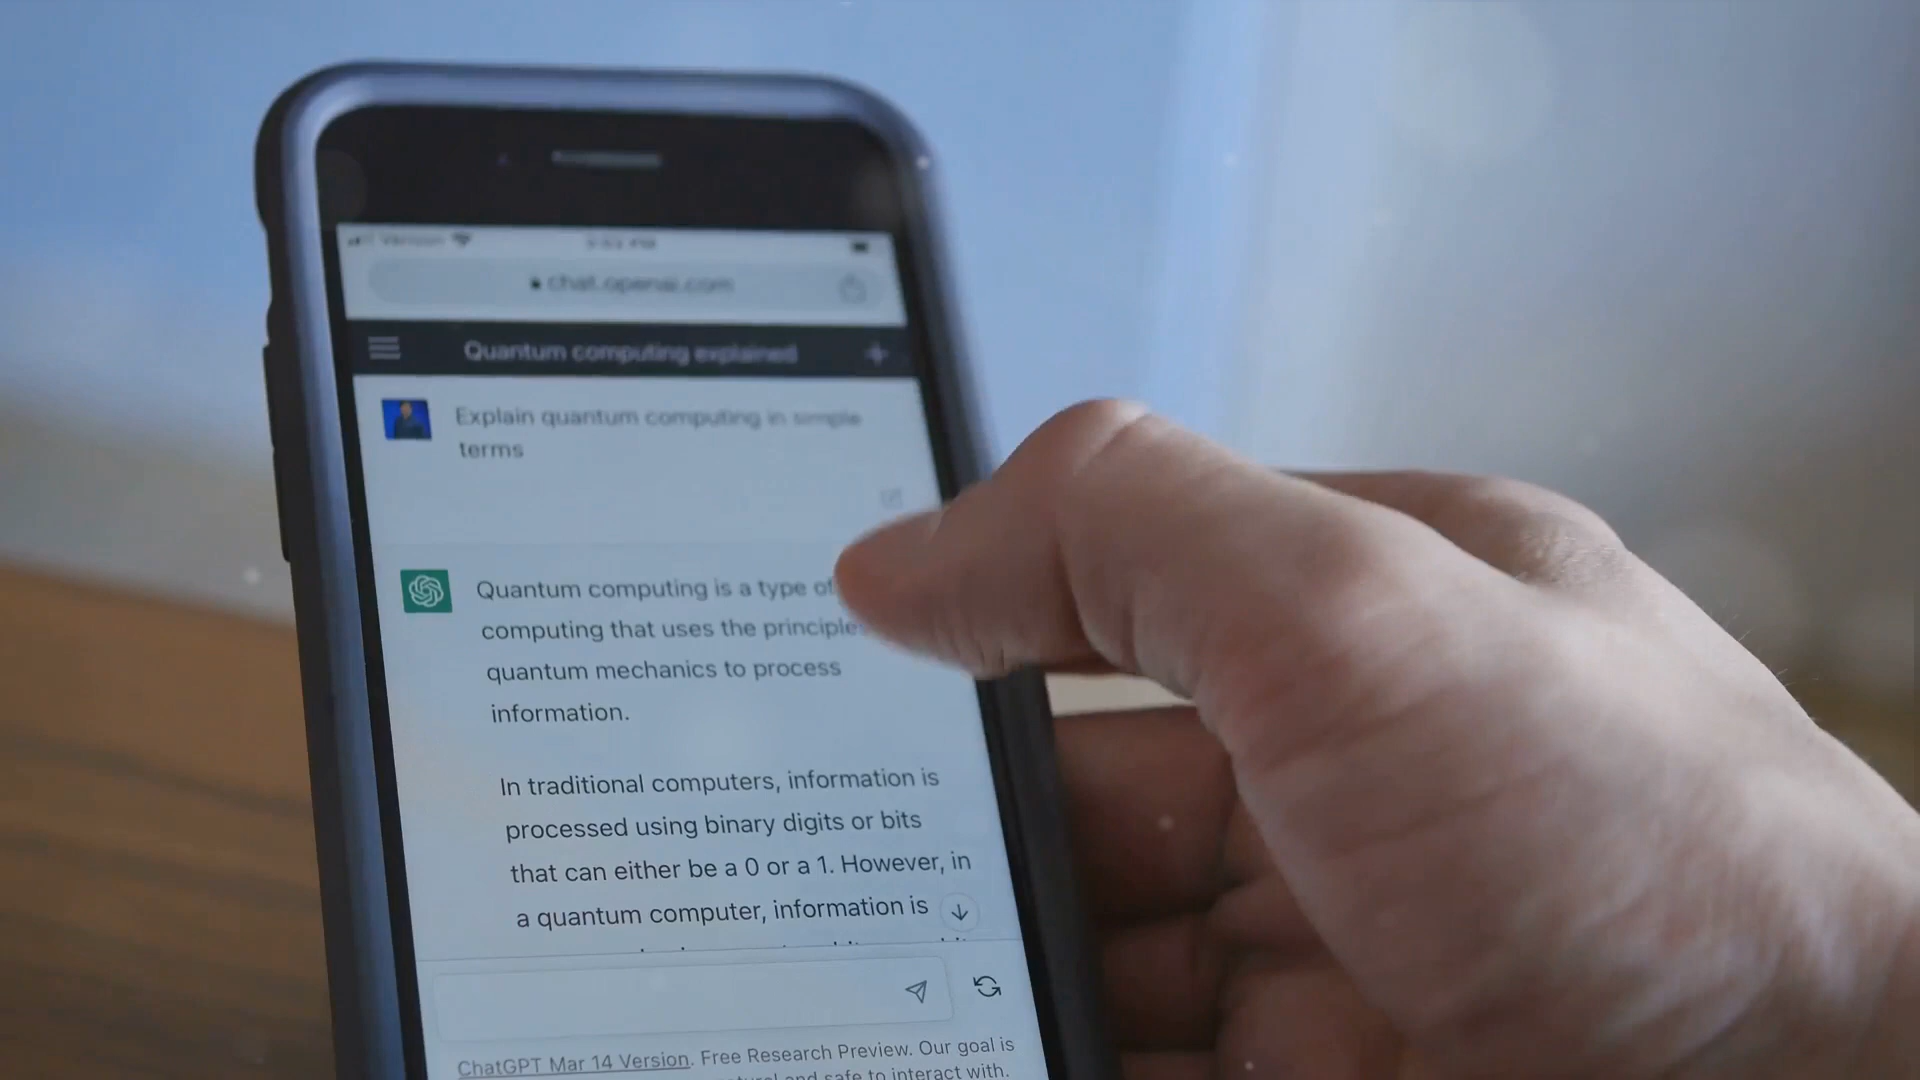 Verizon
chat.openai.com
Quantum computing explained
Explain quantum computing in simple
terms
Quantum computing is a type of
computing that uses the principles
quantum mechanics to process
information.
In traditional computers, information is
processed using binary digits or bits
that can either be a 0 or a 1. However, in
a quantum computer, information is
ChatGPT Mar 14 Version. Free Research Preview. Our goal is
and safe to interact with.